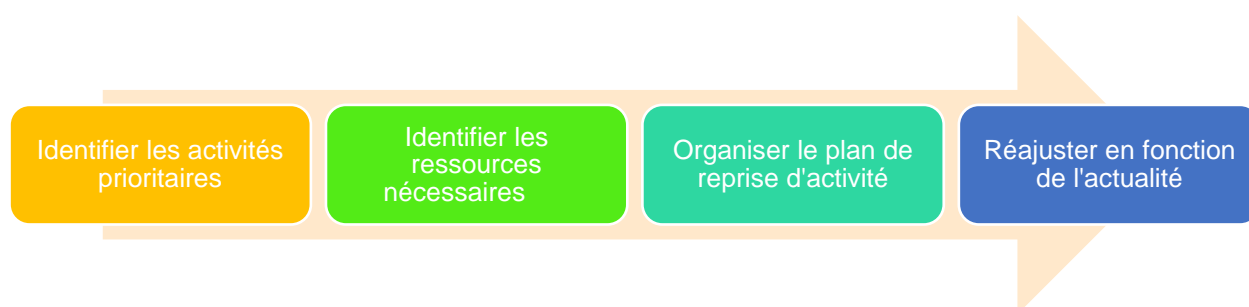 Identifier les activités
prioritaires
Identifier les
ressources
nécessaires
Organiser le plan de
reprise d'activité
Réajuster en fonction
de l'actualité